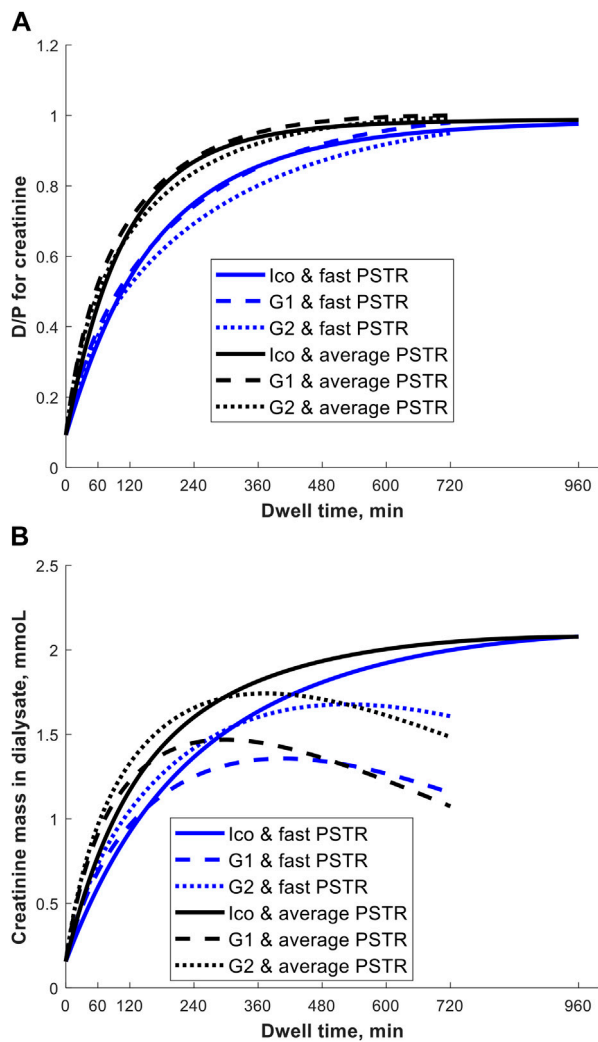 A
1.2
1
0.8
0.6
0.4
0.2
0
D/P for creatinine
Ico & fast PSTR
G1 & fast PSTR
G2 & fast PSTR
Ico & average PSTR
G1 & average PSTR
G2 & average PSTR
0 60 120 240 360 480 600 720 960
Dwell time, min
B
2.5
2
1.5
1
0.5
0
Creatinine mass in dialysate, mmoL
Ico & fast PSTR
G1 & fast PSTR
G2 & fast PSTR
Ico & average PSTR
G1 & average PSTR
G2 & average PSTR
0 60 120 240 360 480 600 720 960
Dwell time, min